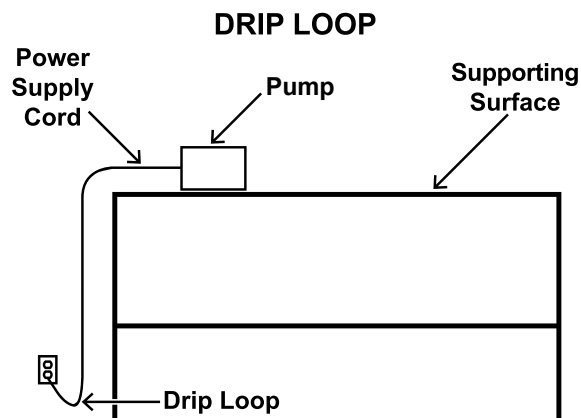 DRIP LOOP
Power
Supply
Cord
Pump
Supporting
Surface
Drip Loop